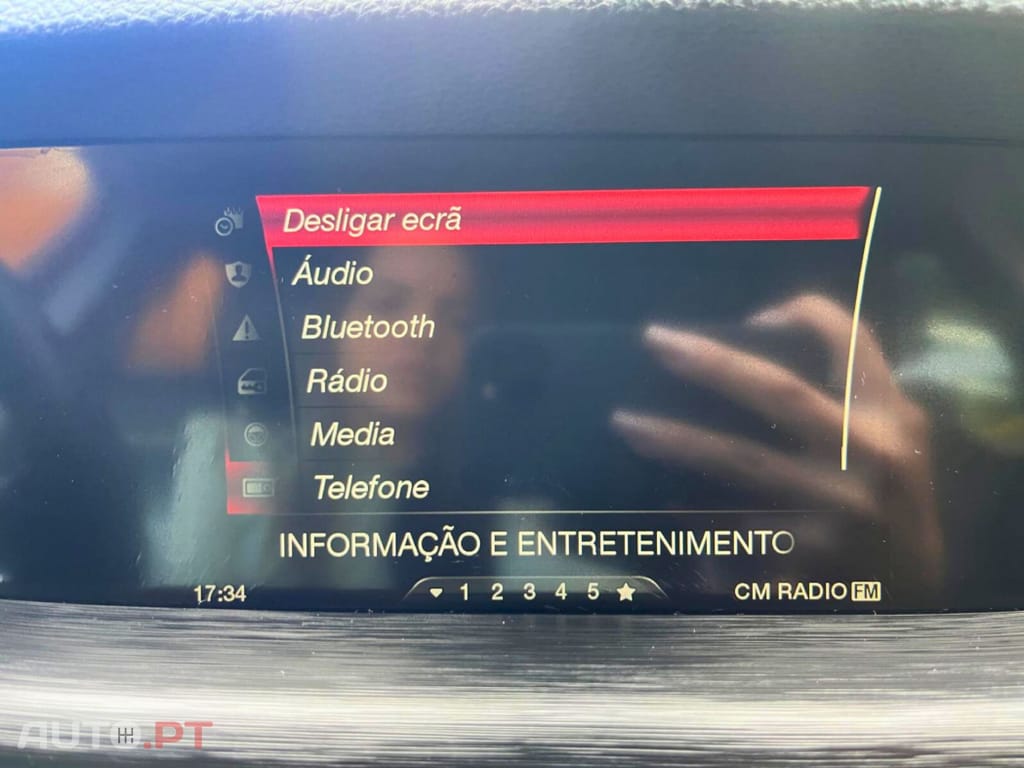 Desligar ecrã
Áudio
Bluetooth
Rádio
Media
Telefone
INFORMAÇÃO E ENTRETENIMENTO
17:34 1 2 3 4 5 CM RADIO FM
AUTO.PT